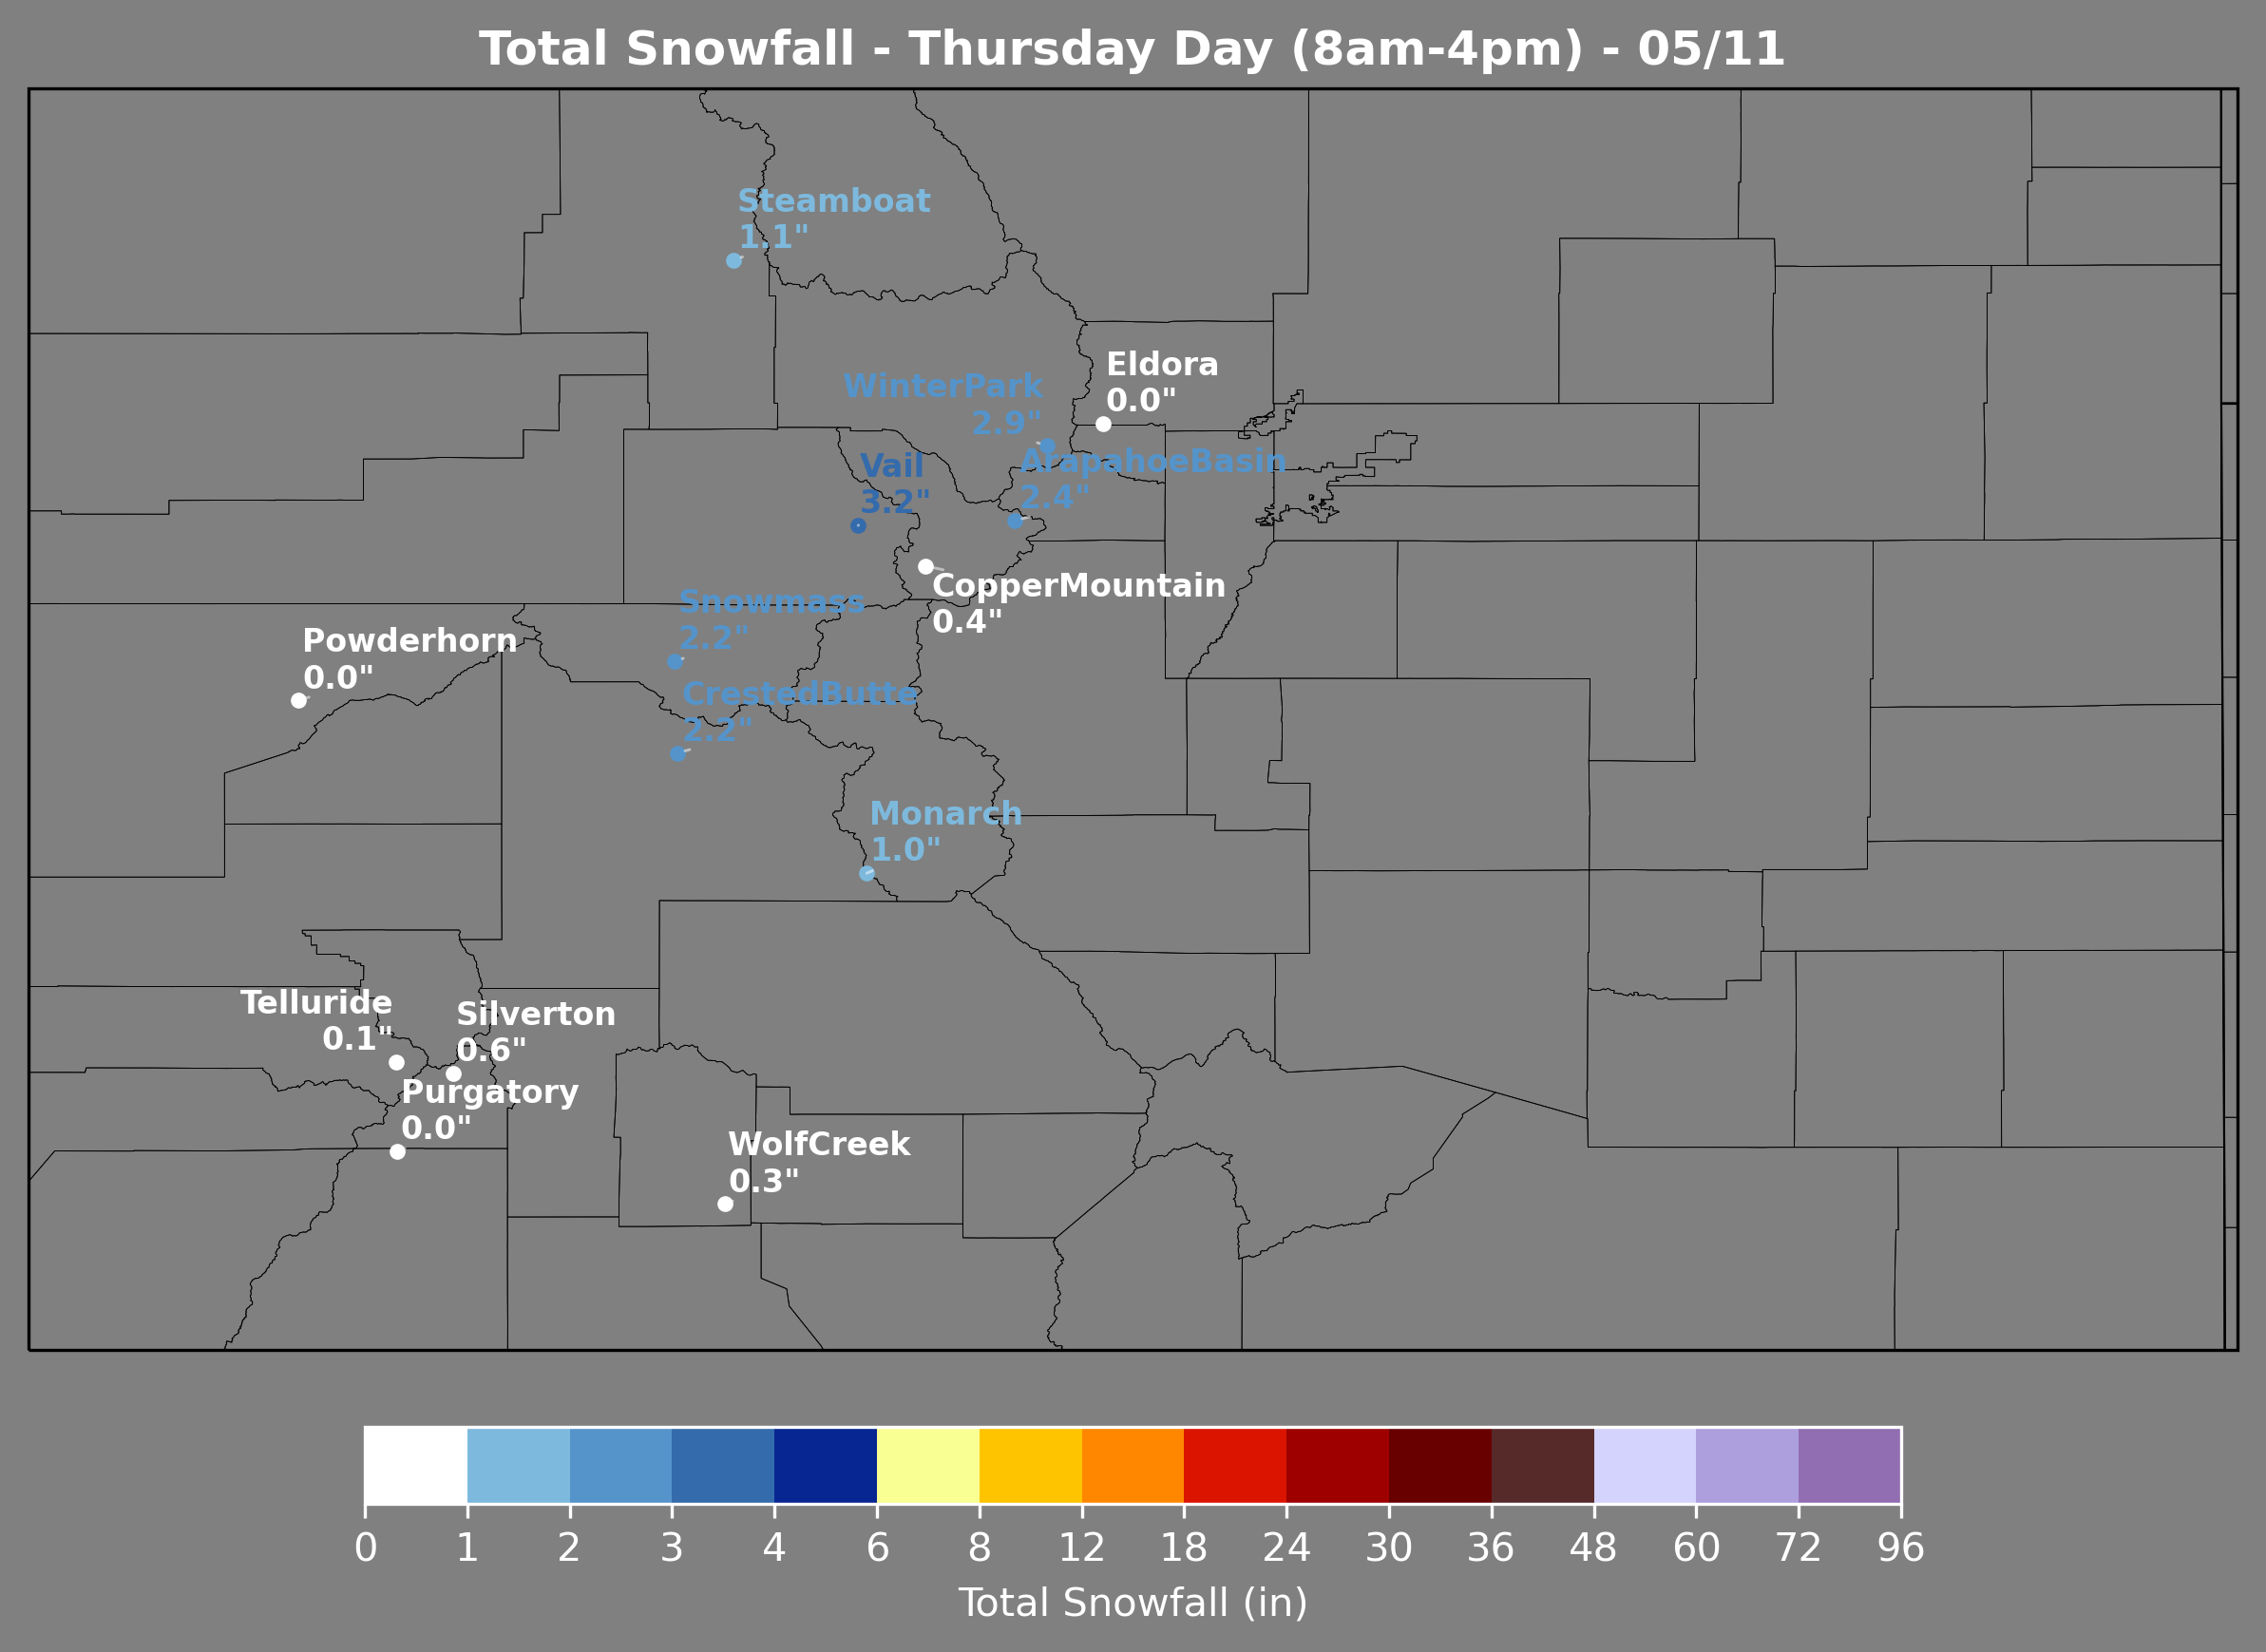 Total Snowfall - Thursday Day (8am-4pm) - 05/11
Steamboat
1.1"
Eldora
0.0"
WinterPark
2.9"
Vail
3.2"
ArapahoeBasin
2.4"
CopperMountain
0.4"
Snowmass
2.2"
Powderhorn
0.0"
CrestedButte
2.2"
Monarch
1.0"
Telluride
0.1"
Silverton
0.6"
Purgatory
0.0"
WolfCreek
0.3"
0 1 2 3 4 6 8 12 18 24 30 36 48 60 72 96
Total Snowfall (in)